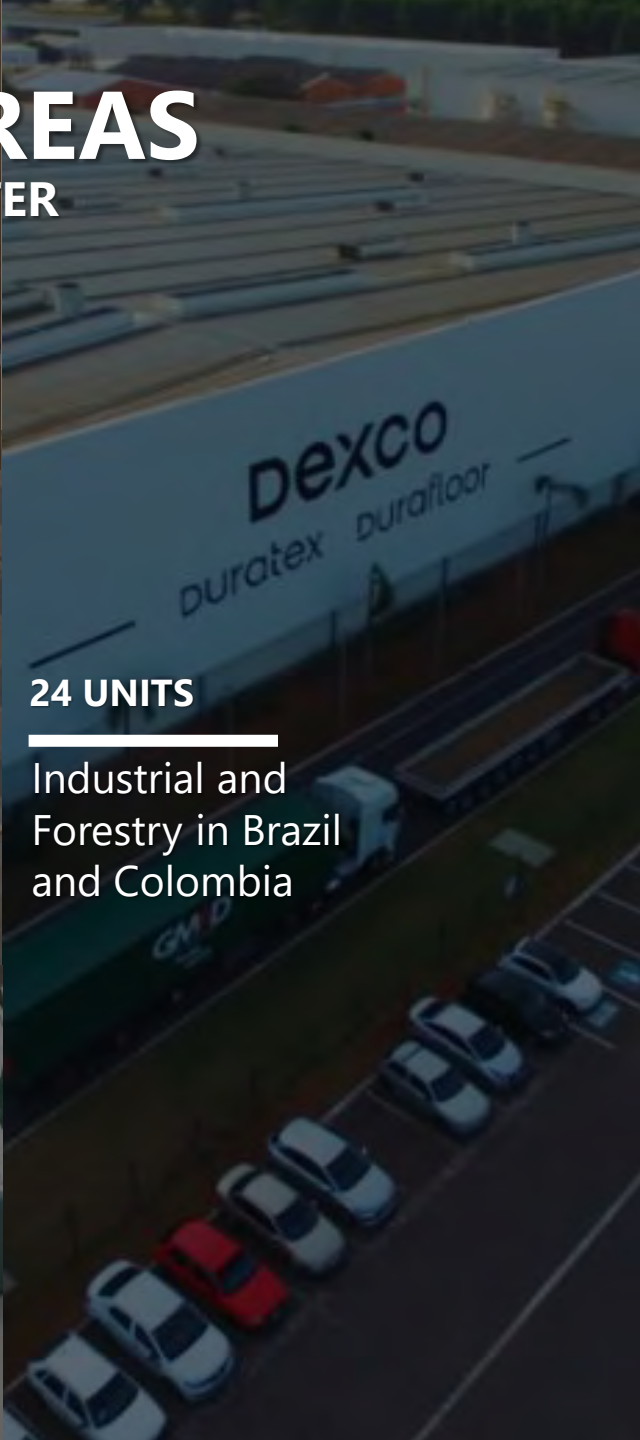 REAS
ER
Dexco
Duratex Durafloor
24 UNITS
Industrial and
Forestry in Brazil
and Colombia